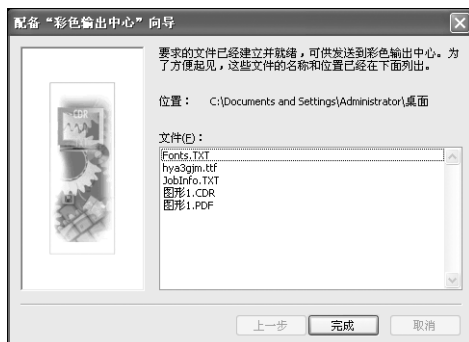 配备“彩色输出中心”向导
CDR
要求的文件已经建立并就绪，可供发送到彩色输出中心。为
了方便起见，这些文件的名称和位置已经在下面列出。
位置： C:\Documents and Settings\Administrator\桌面
文件(F)：
Fonts.TXT
hya3gjm.ttf
JobInfo.TXT
图形1.CDR
图形1.PDF
上一步 完成 取消